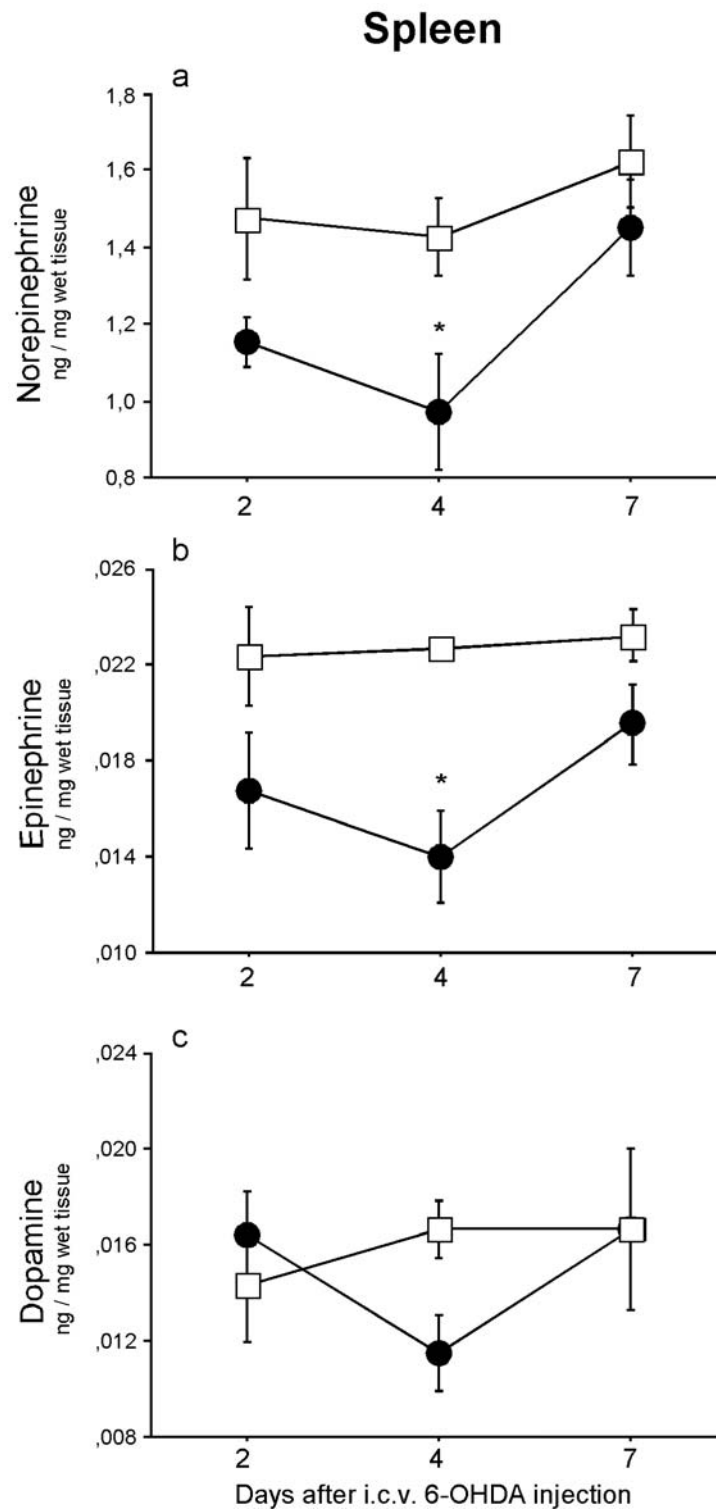 Spleen
a
Norepinephrine
ng / mg wet tissue
1,8
1,6
1,4
1,2
1,0
0,8
*
2 4 7
b
Epinephrine
ng / mg wet tissue
,026
,022
,018
,014
,010
*
2 4 7
c
Dopamine
ng / mg wet tissue
,024
,020
,016
,012
,008
2 4 7
Days after i.c.v. 6-OHDA injection